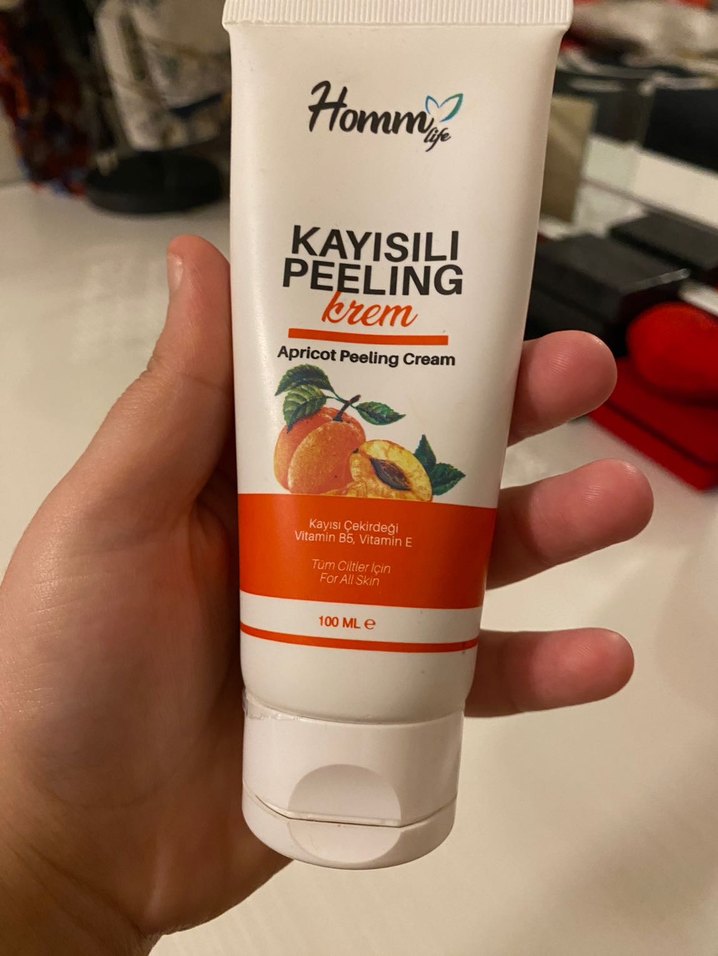 Homm
life
KAYISILI
PEELING
krem
Apricot Peeling Cream
Kayısı Çekirdeği
Vitamin B5, Vitamin E
Tüm Ciltler İçin
For All Skin
100 ML ℮